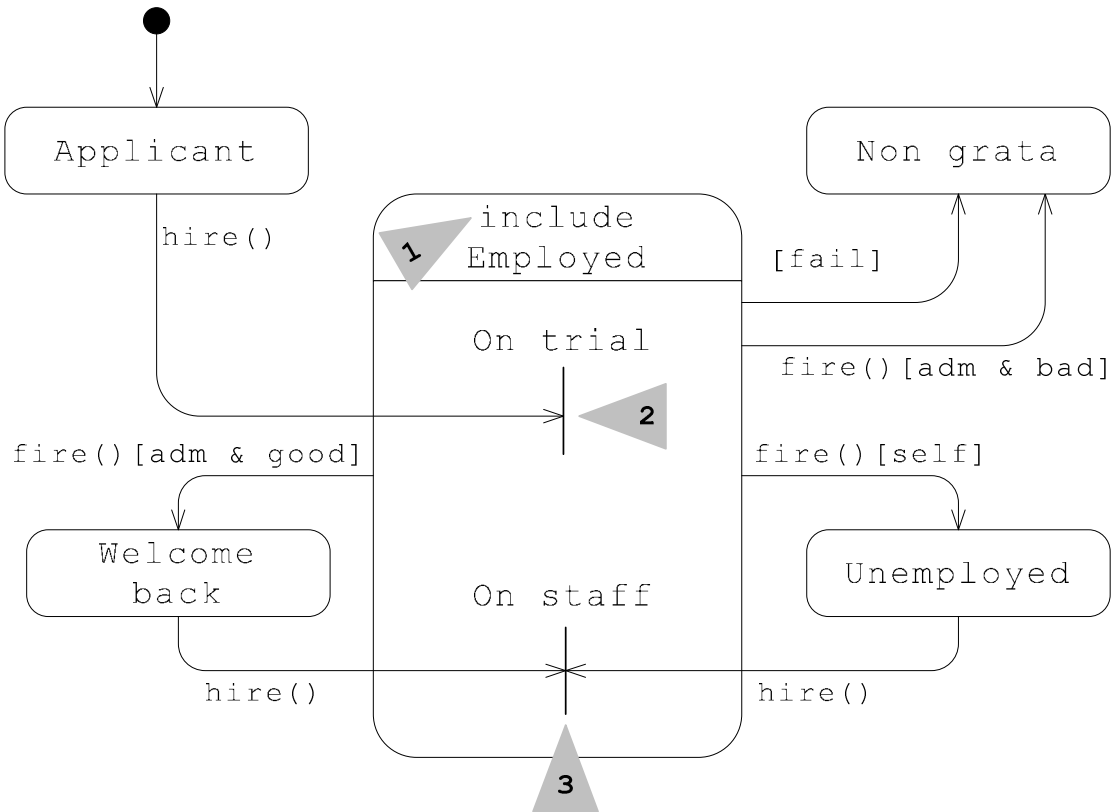 Applicant
Non grata
hire()
include
Employed
1
[fail]
On trial
fire()[adm & bad]
2
fire()[adm & good]
fire()[self]
Welcome
back
Unemployed
On staff
hire()
hire()
3